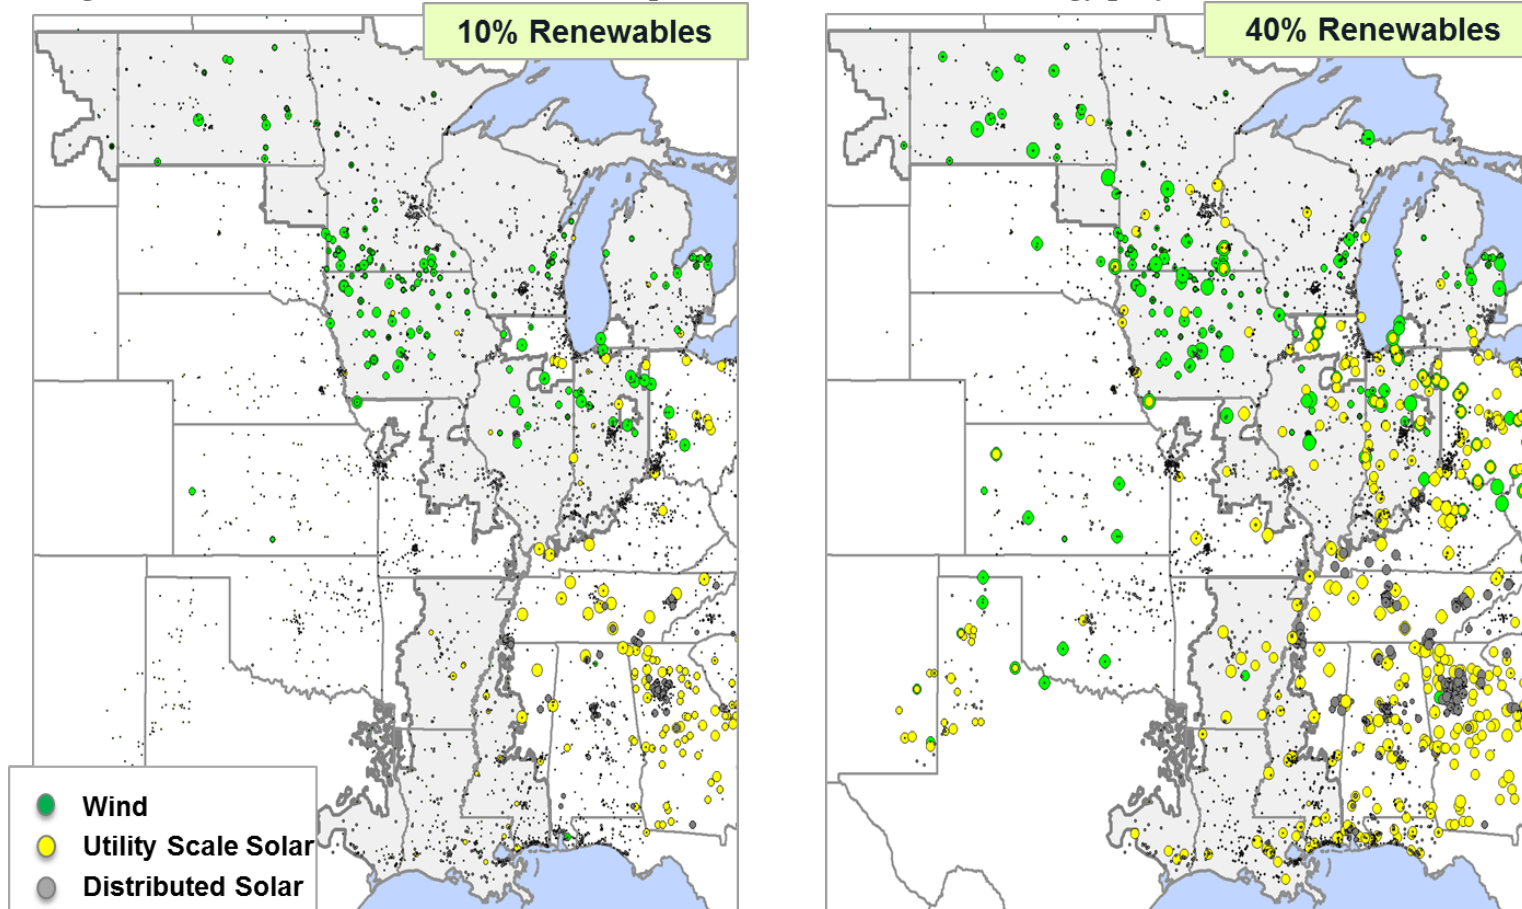 10% Renewables
40% Renewables
Wind
Utility Scale Solar
Distributed Solar